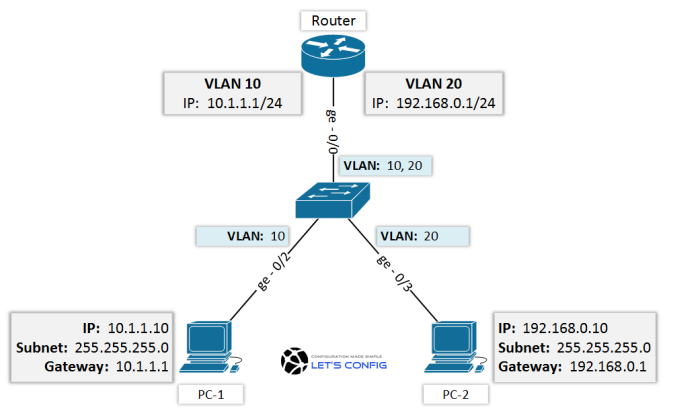 Router
VLAN 10
IP: 10.1.1.1/24
VLAN 20
IP: 192.168.0.1/24
ge - 0/0
VLAN: 10, 20
VLAN: 10
VLAN: 20
ge - 0/2
ge - 0/3
IP: 10.1.1.10
Subnet: 255.255.255.0
Gateway: 10.1.1.1
PC-1
CONFIGURATION MADE SIMPLE
LET'S CONFIG
IP: 192.168.0.10
Subnet: 255.255.255.0
Gateway: 192.168.0.1
PC-2